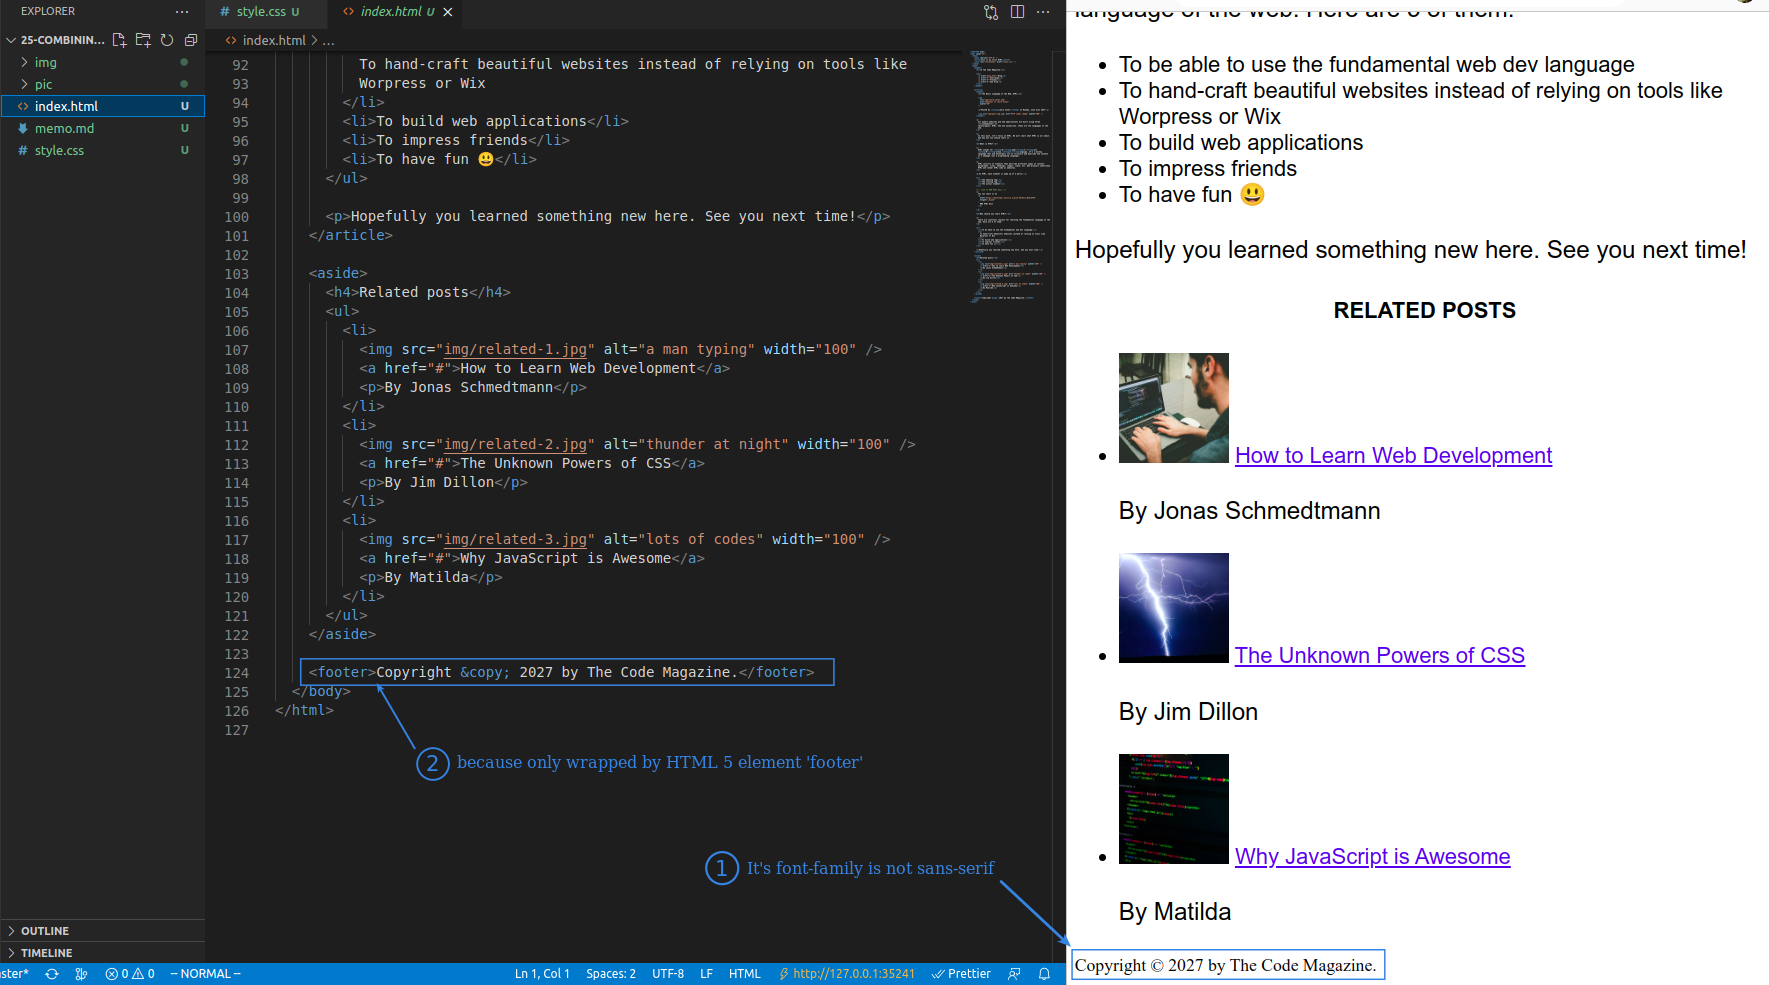 EXPLORER
25-COMBININ...
img
pic
index.html U
memo.md U
style.css U
OUTLINE
TIMELINE
# style.css U
index.html U
index.html > ...
92 To hand-craft beautiful websites instead of relying on tools like
93 Worpress or Wix
94 </li>
95 <li>To build web applications</li>
96 <li>To impress friends</li>
97 <li>To have fun 😃</li>
98 </ul>
99
100 <p>Hopefully you learned something new here. See you next time!</p>
101 </article>
102
103 <aside>
104 <h4>Related posts</h4>
105 <ul>
106 <li>
107 <img src="img/related-1.jpg" alt="a man typing" width="100" />
108 <a href="#">How to Learn Web Development</a>
109 <p>By Jonas Schmedtmann</p>
110 </li>
111 <li>
112 <img src="img/related-2.jpg" alt="thunder at night" width="100" />
113 <a href="#">The Unknown Powers of CSS</a>
114 <p>By Jim Dillon</p>
115 </li>
116 <li>
117 <img src="img/related-3.jpg" alt="lots of codes" width="100" />
118 <a href="#">Why JavaScript is Awesome</a>
119 <p>By Matilda</p>
120 </li>
121 </ul>
122 </aside>
123
124 <footer>Copyright &copy; 2027 by The Code Magazine.</footer>
125 </body>
126 </html>
127
2 because only wrapped by HTML 5 element 'footer'
1 It's font-family is not sans-serif
ster* 0 0 -- NORMAL -- Ln 1, Col 1 Spaces: 2 UTF-8 LF HTML http://127.0.0.1:35241 Prettier
language of the web! Here are 5 of them:
• To be able to use the fundamental web dev language
• To hand-craft beautiful websites instead of relying on tools like
Worpress or Wix
• To build web applications
• To impress friends
• To have fun 😃
Hopefully you learned something new here. See you next time!
RELATED POSTS
• How to Learn Web Development
By Jonas Schmedtmann
• The Unknown Powers of CSS
By Jim Dillon
• Why JavaScript is Awesome
By Matilda
Copyright © 2027 by The Code Magazine.